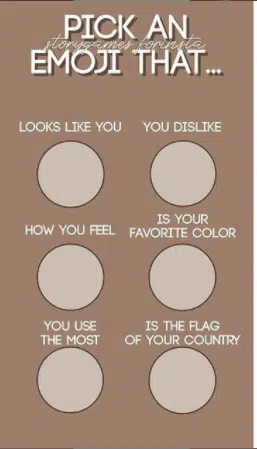 PICK AN
storygames.forinsta
EMOJI THAT...
LOOKS LIKE YOU
YOU DISLIKE
HOW YOU FEEL
IS YOUR
FAVORITE COLOR
YOU USE
THE MOST
IS THE FLAG
OF YOUR COUNTRY